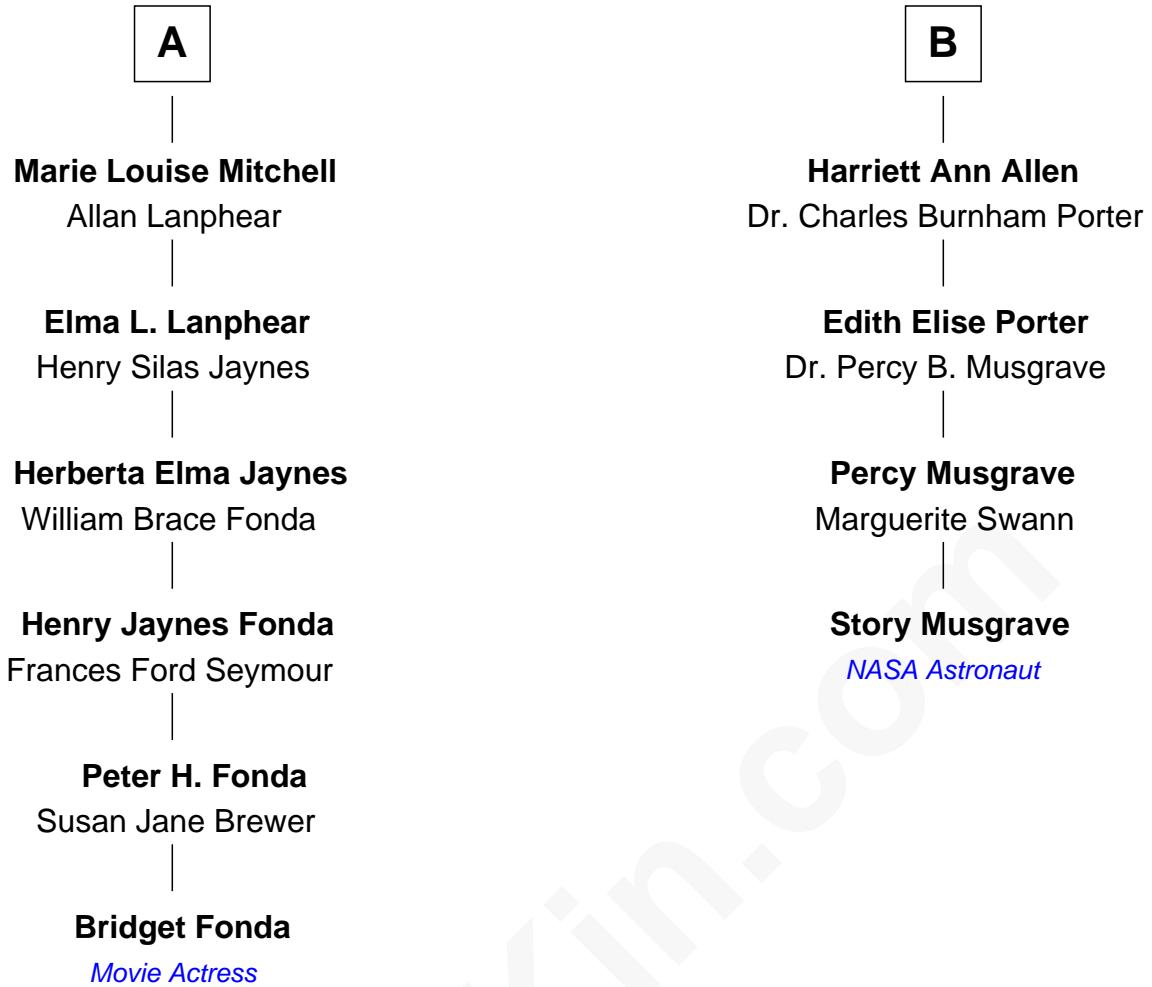 A
Marie Louise Mitchell
Allan Lanphear
Elma L. Lanphear
Henry Silas Jaynes
Herberta Elma Jaynes
William Brace Fonda
Henry Jaynes Fonda
Frances Ford Seymour
Peter H. Fonda
Susan Jane Brewer
Bridget Fonda
Movie Actress
B
Harriett Ann Allen
Dr. Charles Burnham Porter
Edith Elise Porter
Dr. Percy B. Musgrave
Percy Musgrave
Marguerite Swann
Story Musgrave
NASA Astronaut
Kin.com